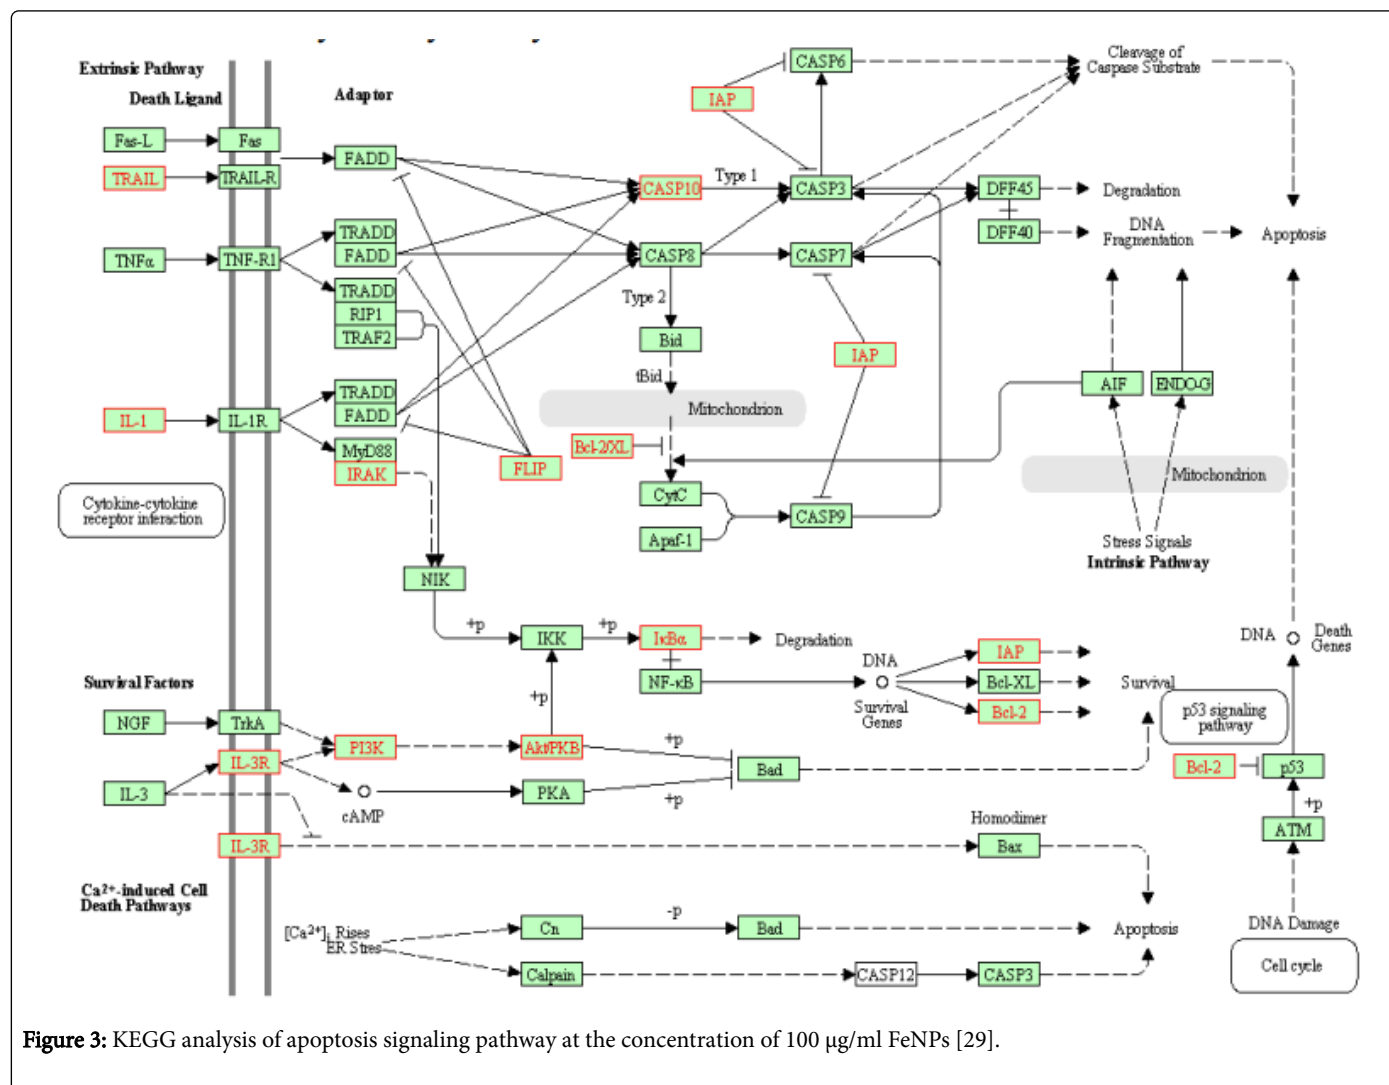 Extrinsic Pathway
Death Ligand
Adaptor
Fas-L
Fas
TRAIL
TRAIL-R
FADD
TNFα
TNF-R1
TRADD
FADD
TRADD
RIP1
TRAF2
IL-1
IL-1R
TRADD
FADD
MyD88
IRAK
FLIP
Cytokine-cytokine
receptor interaction
NIK
IAP
CASP6
Cleavage of
Caspase Substrate
CASP10
Type 1
CASP3
DFF45
Degradation
DFF40
DNA
Fragmentation
Apoptosis
CASP8
CASP7
Type 2
Bid
tBid
Mitochondrion
IAP
Bcl-2/XL
CytC
Apaf-1
CASP9
AIF
ENDO-G
Mitochondrion
Stress Signals
Intrinsic Pathway
+p
IKK
+p
IκBα
Degradation
NF-κB
DNA
Survival
Genes
IAP
Bcl-XL
Bcl-2
Survival
DNA
Death
Genes
p53 signaling
pathway
Bcl-2
p53
+p
ATM
DNA Damage
Cell cycle
Survival Factors
NGF
TrkA
IL-3R
IL-3
PI3K
Akt/PKB
+p
+p
Bad
cAMP
PKA
+p
IL-3R
Homodimer
Bax
Ca2+-induced Cell
Death Pathways
[Ca2+]i Rises
ER Stres
Cn
-p
Bad
Apoptosis
Calpain
CASP12
CASP3
Figure 3: KEGG analysis of apoptosis signaling pathway at the concentration of 100 μg/ml FeNPs [29].